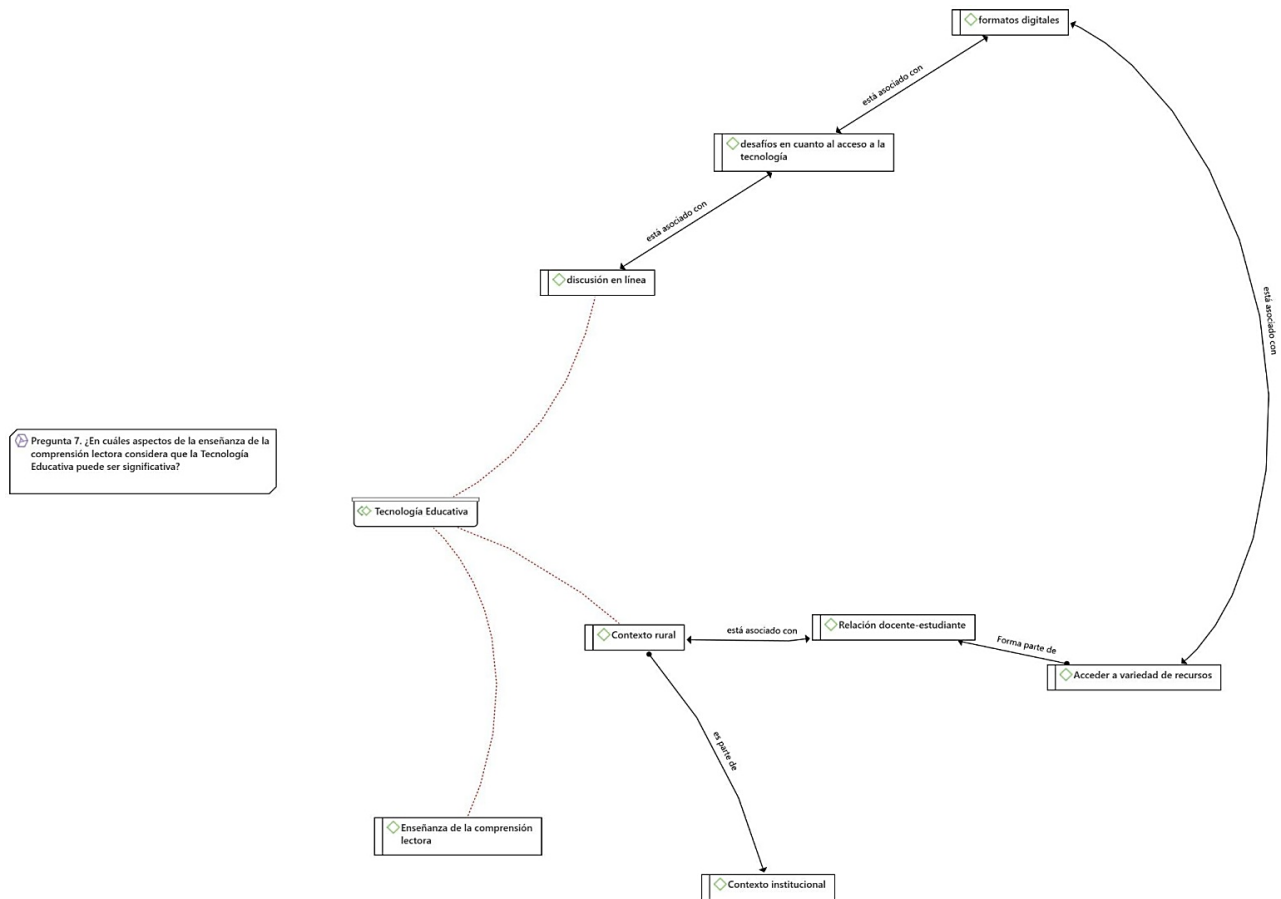 formatos digitales
está asociado con
desafíos en cuanto al acceso a la
tecnología
está asociado con
discusión en línea
está asociado con
Pregunta 7. ¿En cuáles aspectos de la enseñanza de la
comprensión lectora considera que la Tecnología
Educativa puede ser significativa?
Tecnología Educativa
Contexto rural
está asociado con
Relación docente-estudiante
Forma parte de
Acceder a variedad de recursos
es parte de
Enseñanza de la comprensión
lectora
Contexto institucional